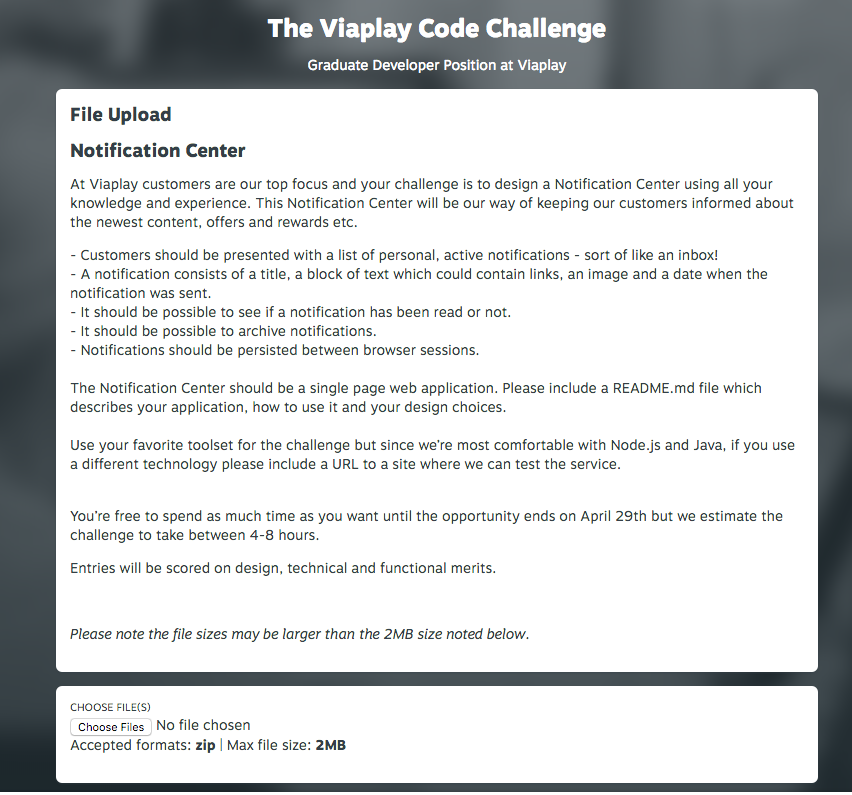 The Viaplay Code Challenge
Graduate Developer Position at Viaplay
File Upload
Notification Center
At Viaplay customers are our top focus and your challenge is to design a Notification Center using all your
knowledge and experience. This Notification Center will be our way of keeping our customers informed about
the newest content, offers and rewards etc.
- Customers should be presented with a list of personal, active notifications - sort of like an inbox!
- A notification consists of a title, a block of text which could contain links, an image and a date when the
notification was sent.
- It should be possible to see if a notification has been read or not.
- It should be possible to archive notifications.
- Notifications should be persisted between browser sessions.
The Notification Center should be a single page web application. Please include a README.md file which
describes your application, how to use it and your design choices.
Use your favorite toolset for the challenge but since we're most comfortable with Node.js and Java, if you use
a different technology please include a URL to a site where we can test the service.
You're free to spend as much time as you want until the opportunity ends on April 29th but we estimate the
challenge to take between 4-8 hours.
Entries will be scored on design, technical and functional merits.
Please note the file sizes may be larger than the 2MB size noted below.
CHOOSE FILE(S)
Choose Files No file chosen
Accepted formats: zip | Max file size: 2MB